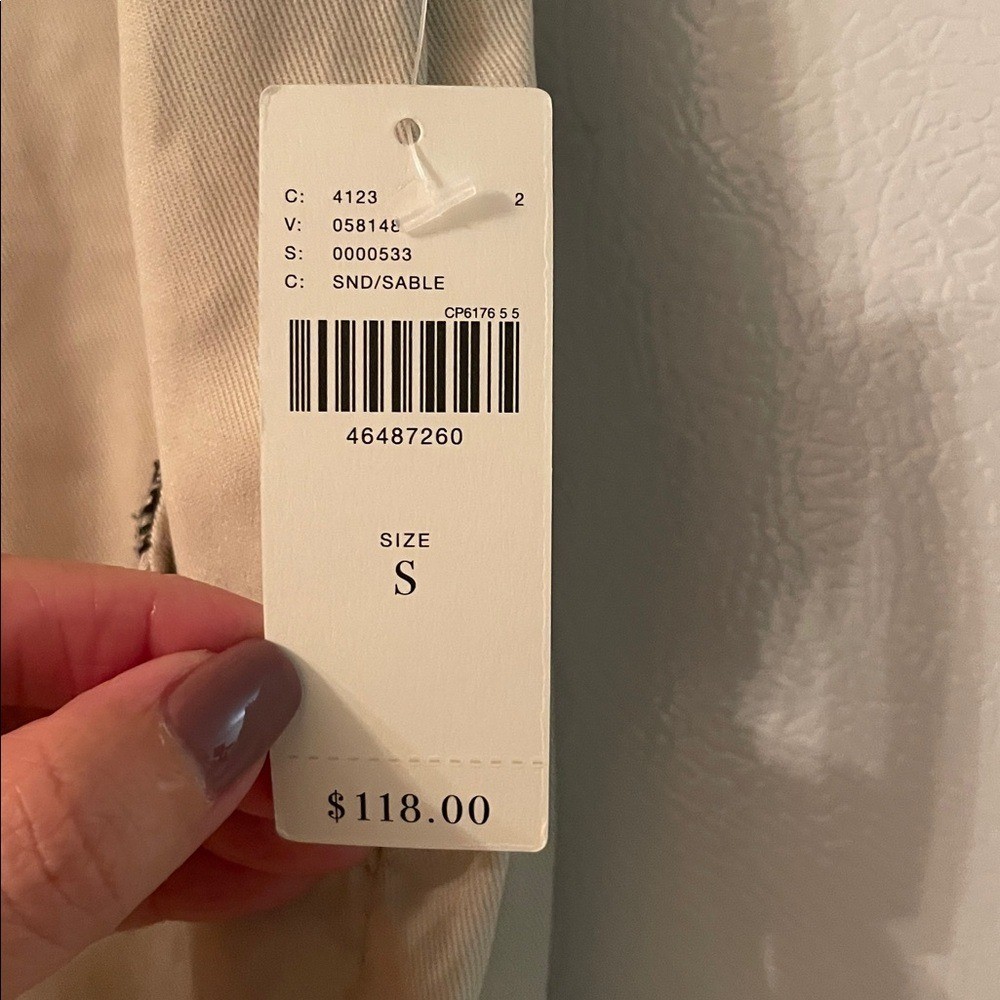 C: 4123 2
V: 058148
S: 0000533
C: SND/SABLE
CP6176 5 5
46487260
SIZE
S
$118.00